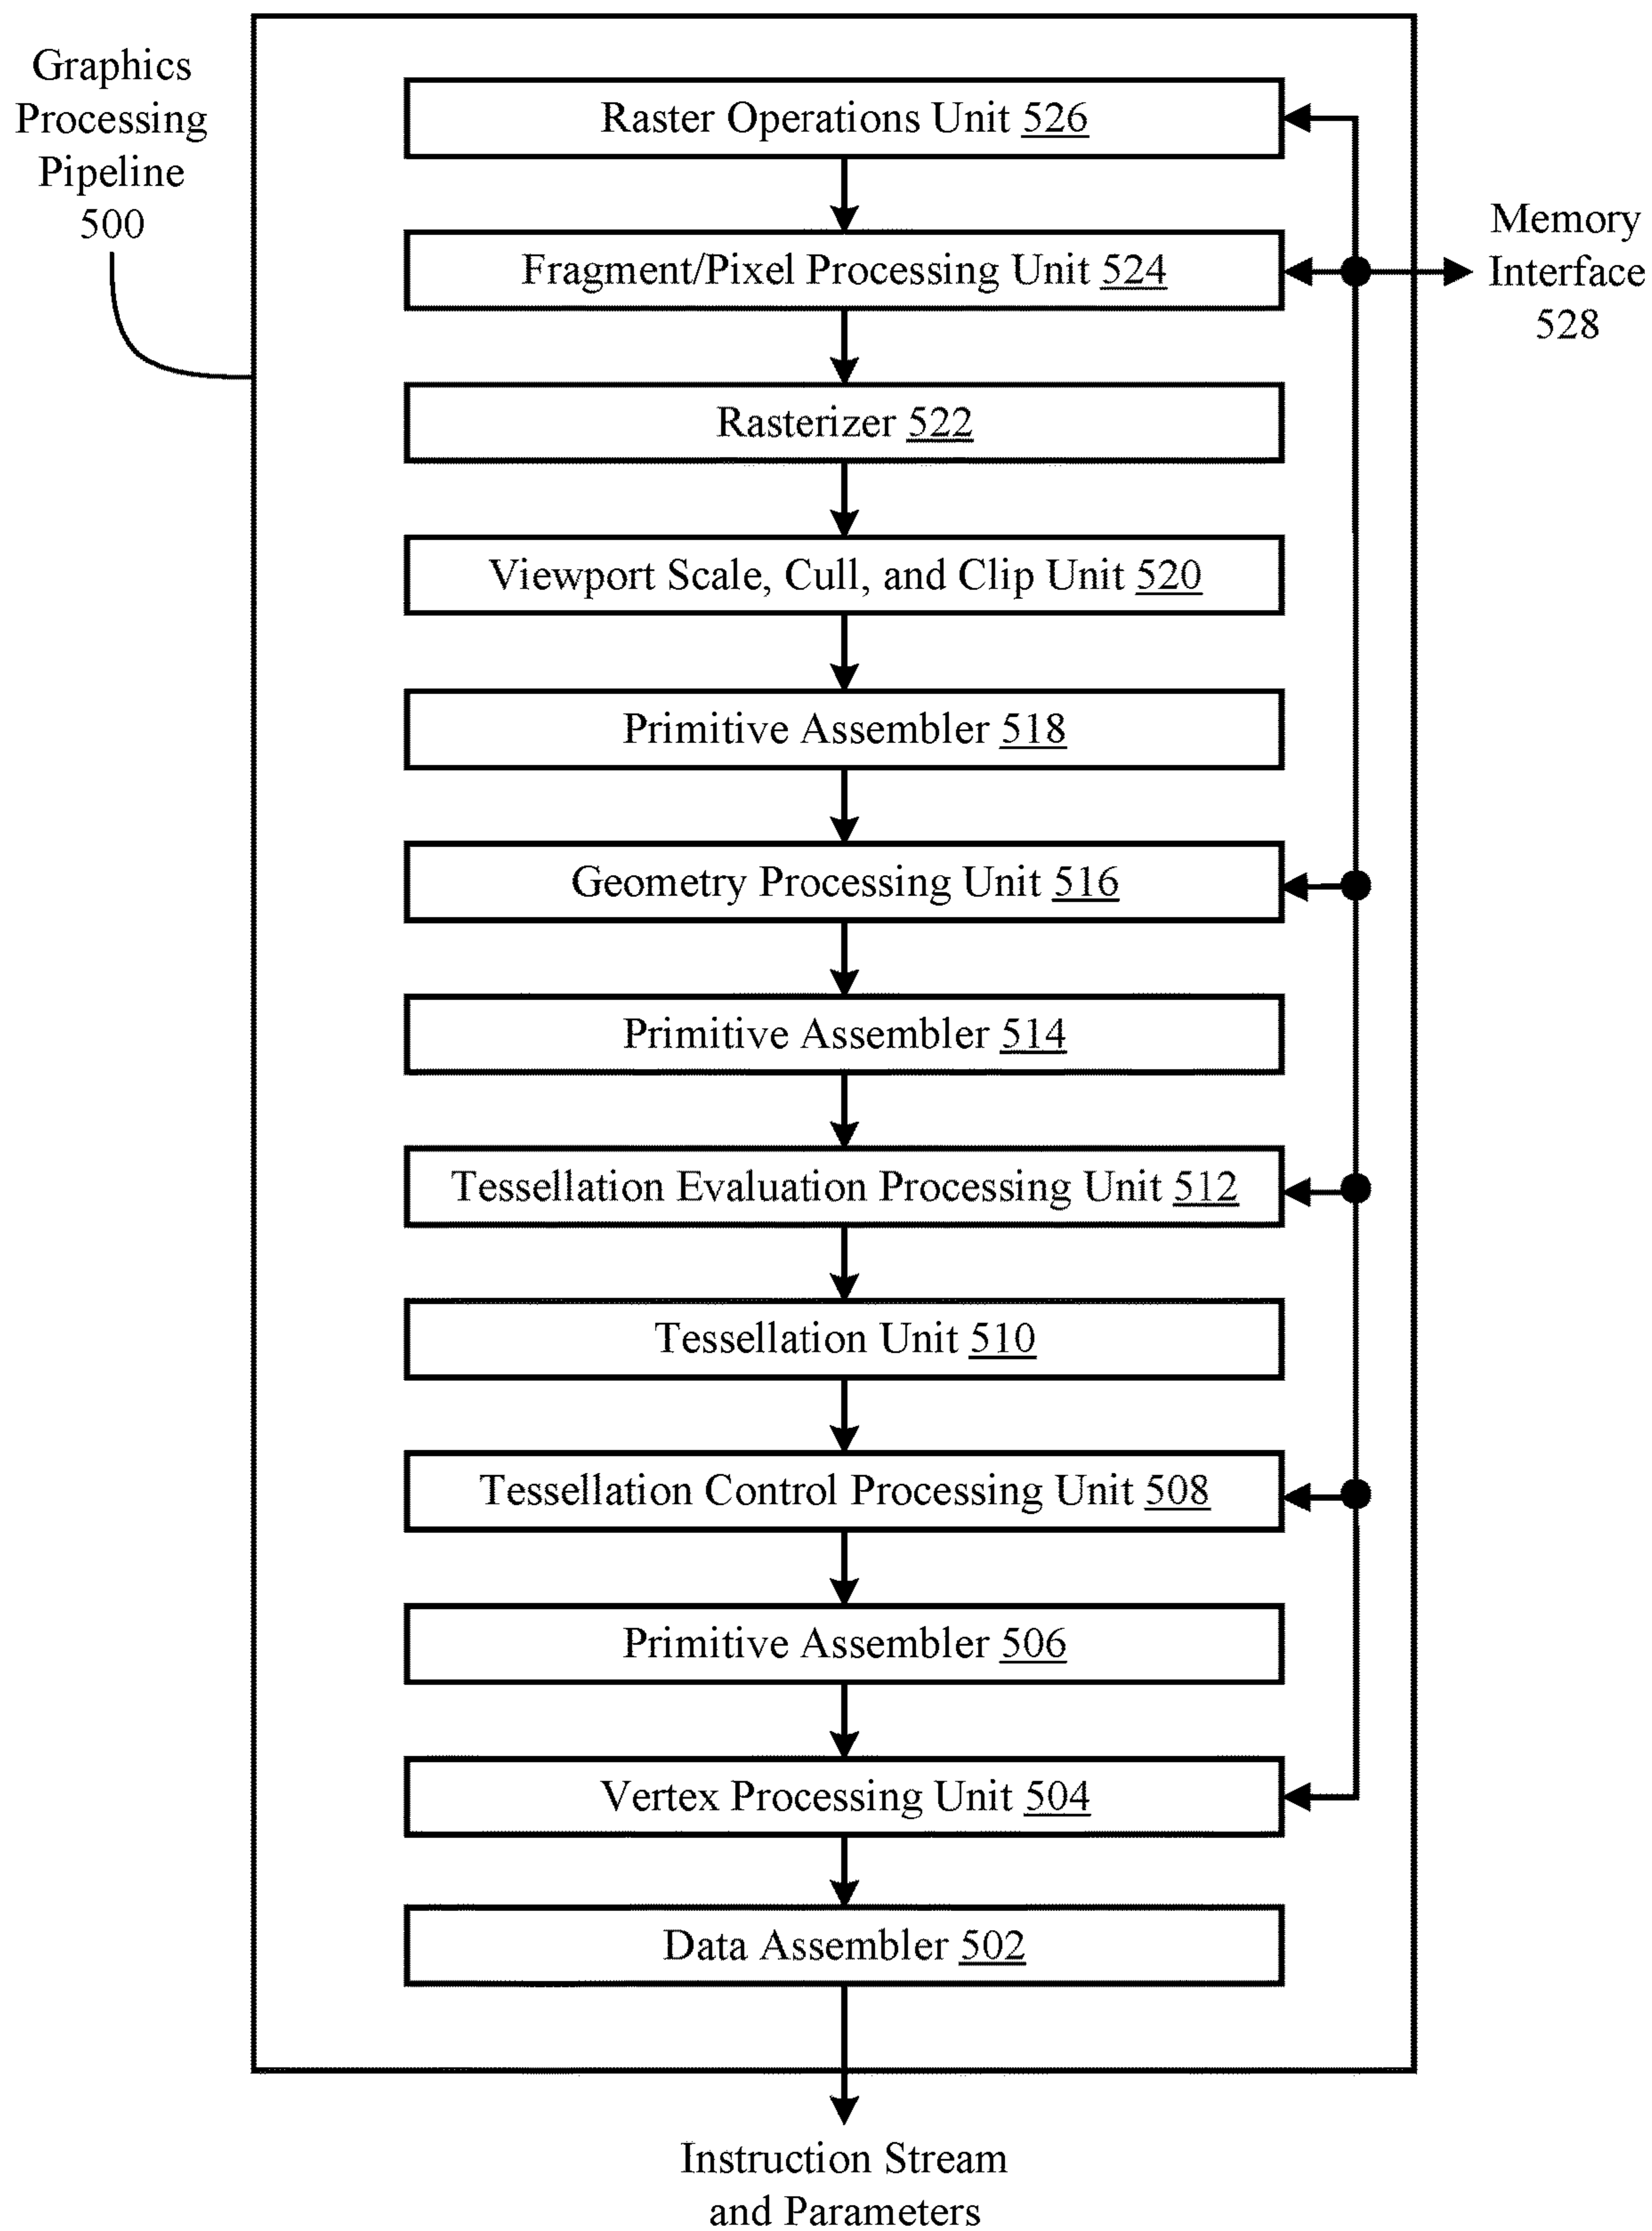 Graphics
Processing
Pipeline
500
Raster Operations Unit 526
Fragment/Pixel Processing Unit 524
Memory
Interface
528
Rasterizer 522
Viewport Scale, Cull, and Clip Unit 520
Primitive Assembler 518
Geometry Processing Unit 516
Primitive Assembler 514
Tessellation Evaluation Processing Unit 512
Tessellation Unit 510
Tessellation Control Processing Unit 508
Primitive Assembler 506
Vertex Processing Unit 504
Data Assembler 502
Instruction Stream
and Parameters